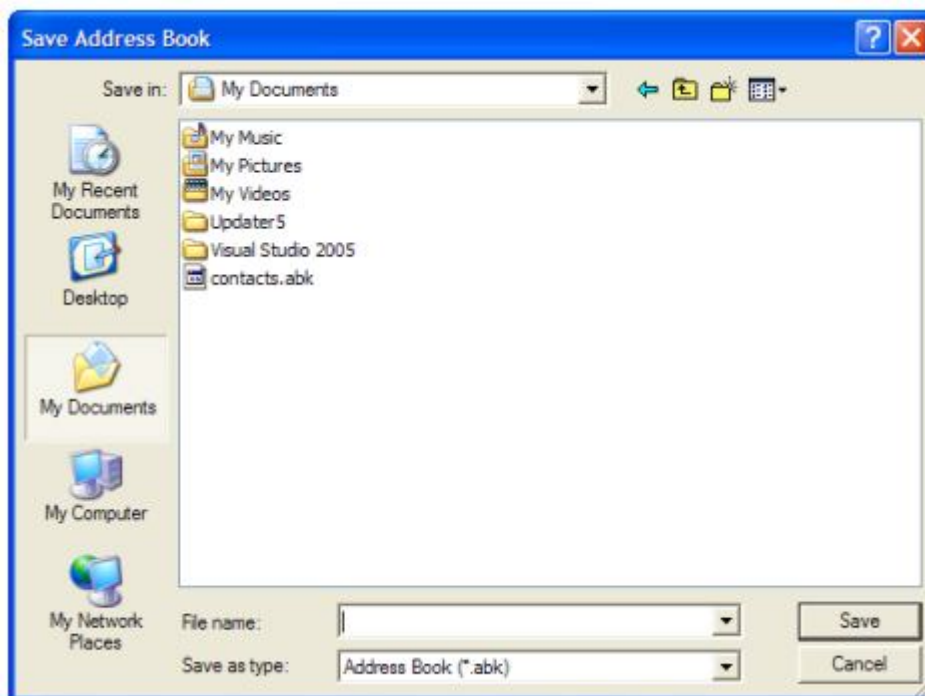 Save Address Book
Save in:
My Documents
My Recent
Documents
Desktop
My Documents
My Computer
My Network
Places
My Music
My Pictures
My Videos
Updater5
Visual Studio 2005
contacts.abk
File name:
Save
Save as type:
Address Book (*.abk)
Cancel